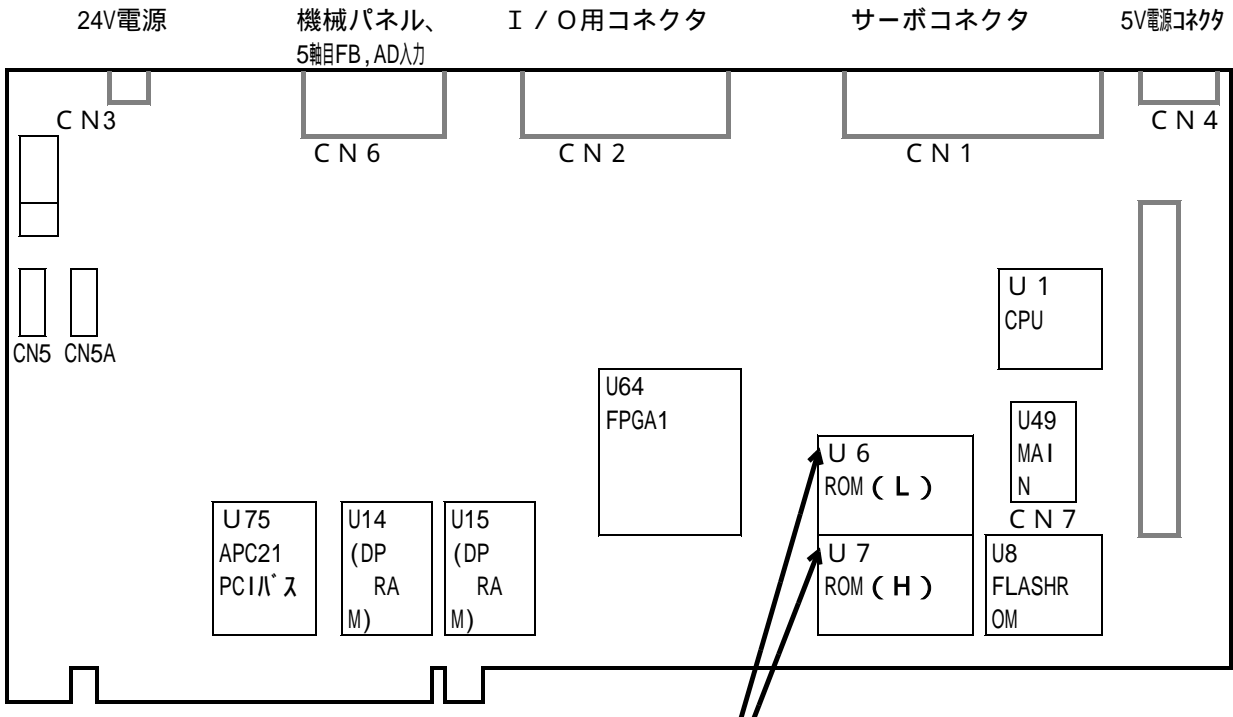 24V電源
機械パネル、
5軸目FB,AD入力
Ｉ/Ｏ用コネクタ
サーボコネクタ
5V電源コネクタ
CN3
CN6
CN2
CN1
CN4
CN5
CN5A
U1
CPU
U64
FPGA1
U49
MAI
N
CN7
U6
ROM(L)
U7
ROM(H)
U8
FLASHR
OM
U75
APC21
PCIバス
U14
(DP
RA
M)
U15
(DP
RA
M)